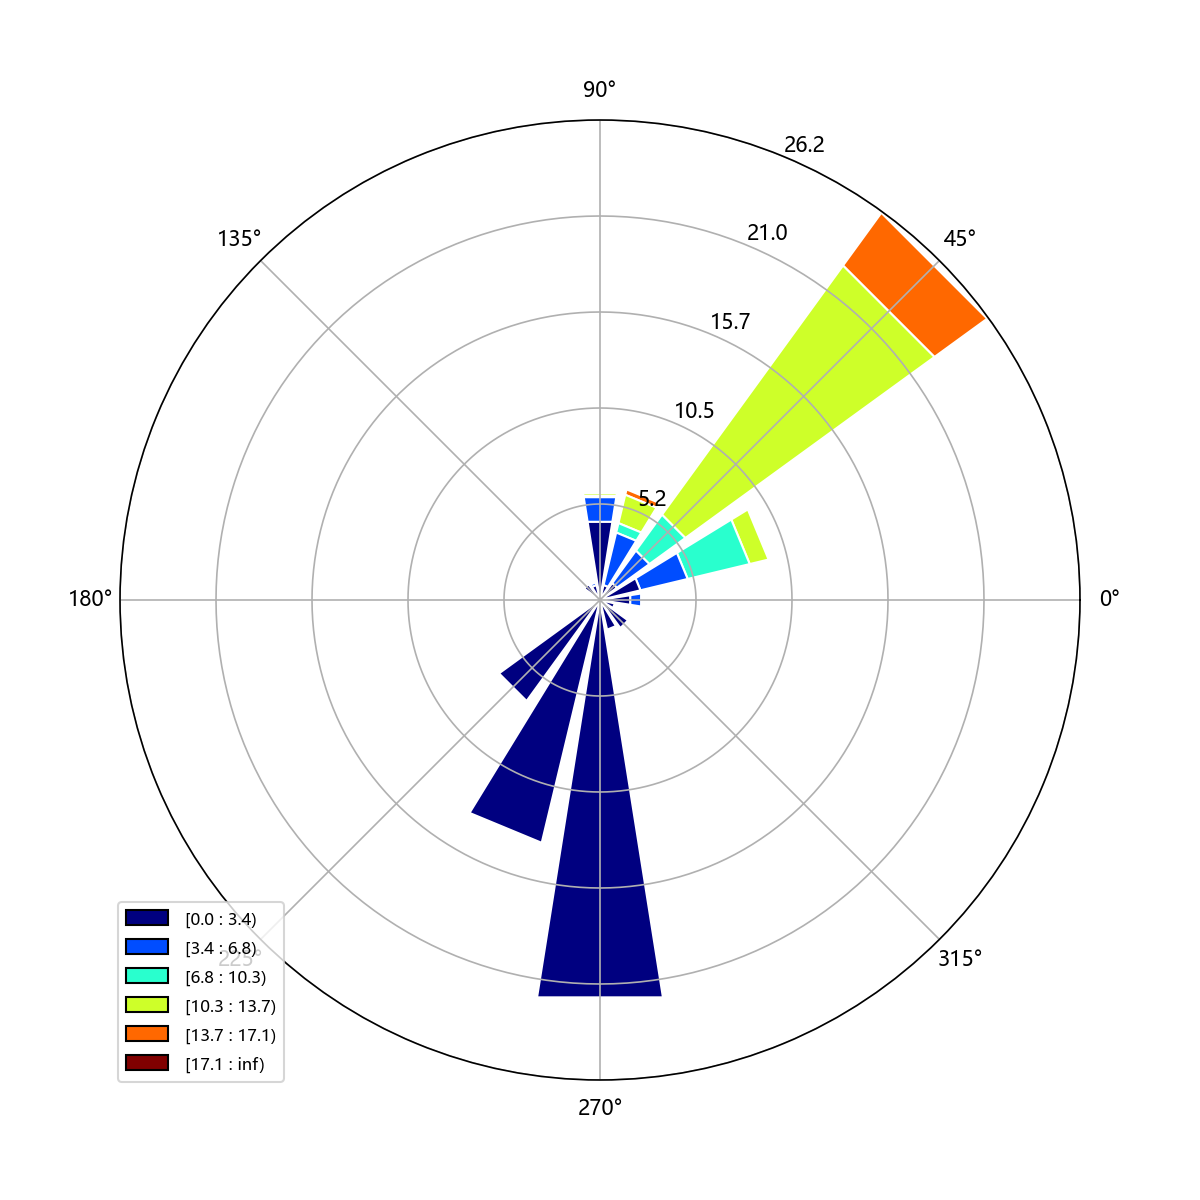 90°
26.2
135°
21.0
45°
15.7
10.5
5.2
180°
0°
225°
315°
270°
[0.0 : 3.4)
[3.4 : 6.8)
[6.8 : 10.3)
[10.3 : 13.7)
[13.7 : 17.1)
[17.1 : inf)